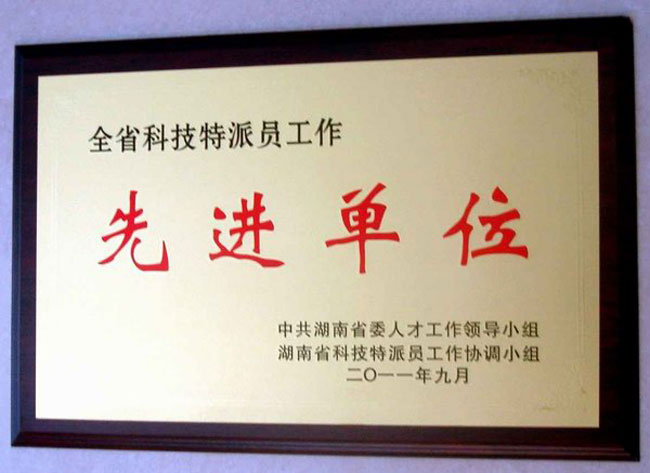 全省科技特派员工作
先进单位
中共湖南省委人才工作领导小组
湖南省科技特派员工作协调小组
二〇一一年九月